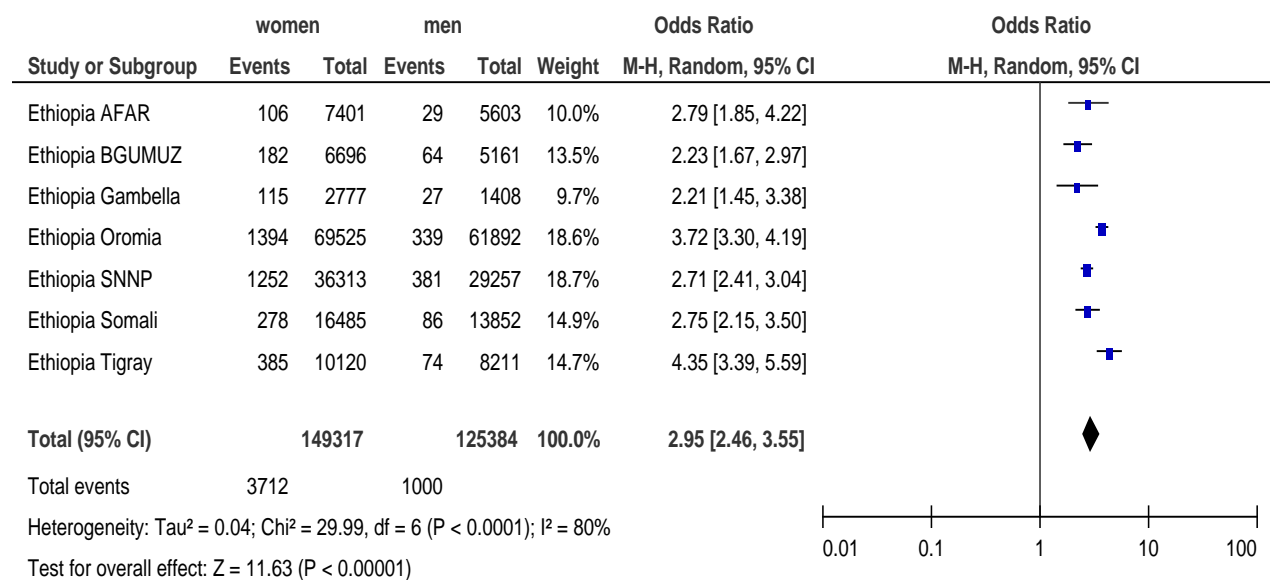 women men Odds Ratio Odds Ratio
Study or Subgroup Events Total Events Total Weight M-H, Random, 95% CI M-H, Random, 95% CI
Ethiopia AFAR 106 7401 29 5603 10.0% 2.79 [1.85, 4.22]
Ethiopia BGUMUZ 182 6696 64 5161 13.5% 2.23 [1.67, 2.97]
Ethiopia Gambella 115 2777 27 1408 9.7% 2.21 [1.45, 3.38]
Ethiopia Oromia 1394 69525 339 61892 18.6% 3.72 [3.30, 4.19]
Ethiopia SNNP 1252 36313 381 29257 18.7% 2.71 [2.41, 3.04]
Ethiopia Somali 278 16485 86 13852 14.9% 2.75 [2.15, 3.50]
Ethiopia Tigray 385 10120 74 8211 14.7% 4.35 [3.39, 5.59]
Total (95% CI) 149317 125384 100.0% 2.95 [2.46, 3.55]
Total events 3712 1000
Heterogeneity: Tau² = 0.04; Chi² = 29.99, df = 6 (P < 0.0001); I² = 80%
Test for overall effect: Z = 11.63 (P < 0.00001)
0.01 0.1 1 10 100